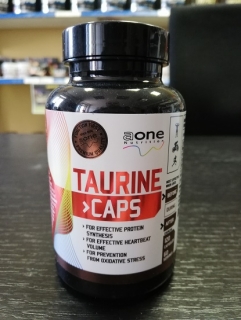 aone
Nutrition
TAURINE
>CAPS
> FOR EFFECTIVE PROTEIN
SYNTHESIS
> FOR EFFECTIVE HEARTBEAT
VOLUME
> FOR PREVENTION
FROM OXIDATIVE STRESS